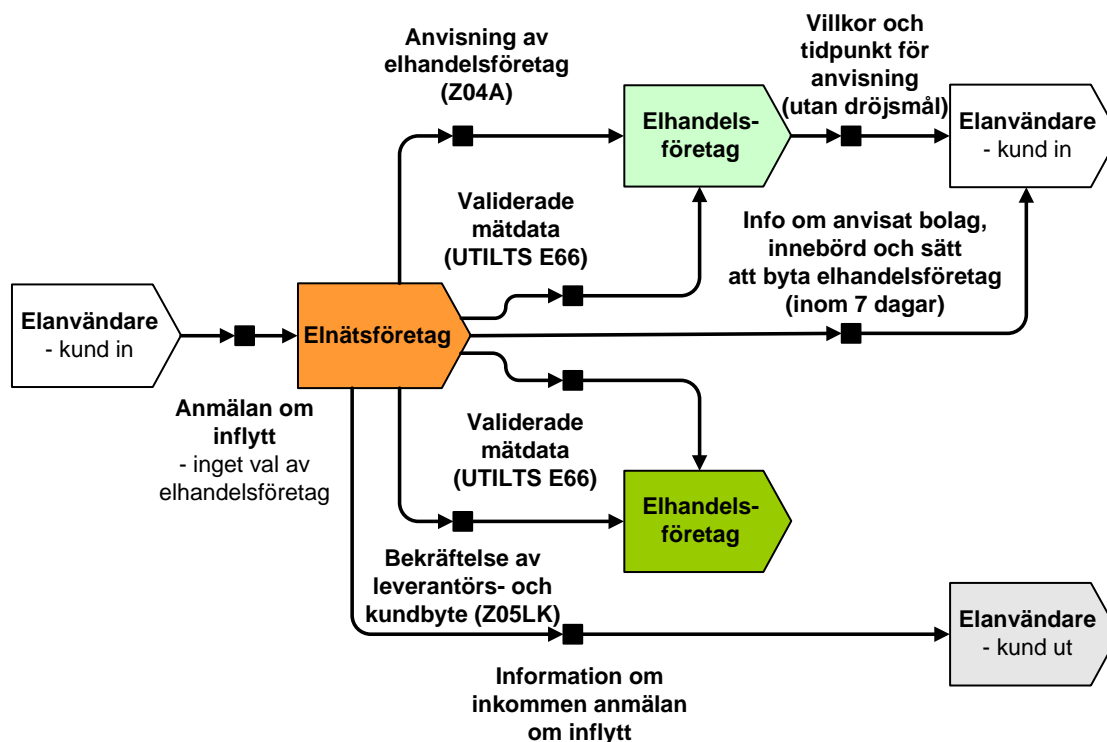 Anvisning av
elhandelsföretag
(Z04A)
Villkor och
tidpunkt för
anvisning
(utan dröjsmål)
Elhandels-
företag
Elanvändare
- kund in
Validerade
mätdata
(UTILTS E66)
Info om anvisat bolag,
innebörd och sätt
att byta elhandelsföretag
(inom 7 dagar)
Elanvändare
- kund in
Elnätsföretag
Anmälan om
inflytt
- inget val av
elhandelsföretag
Validerade
mätdata
(UTILTS E66)
Elhandels-
företag
Bekräftelse av
leverantörs- och
kundbyte (Z05LK)
Elanvändare
- kund ut
Information om
inkommen anmälan
om inflytt